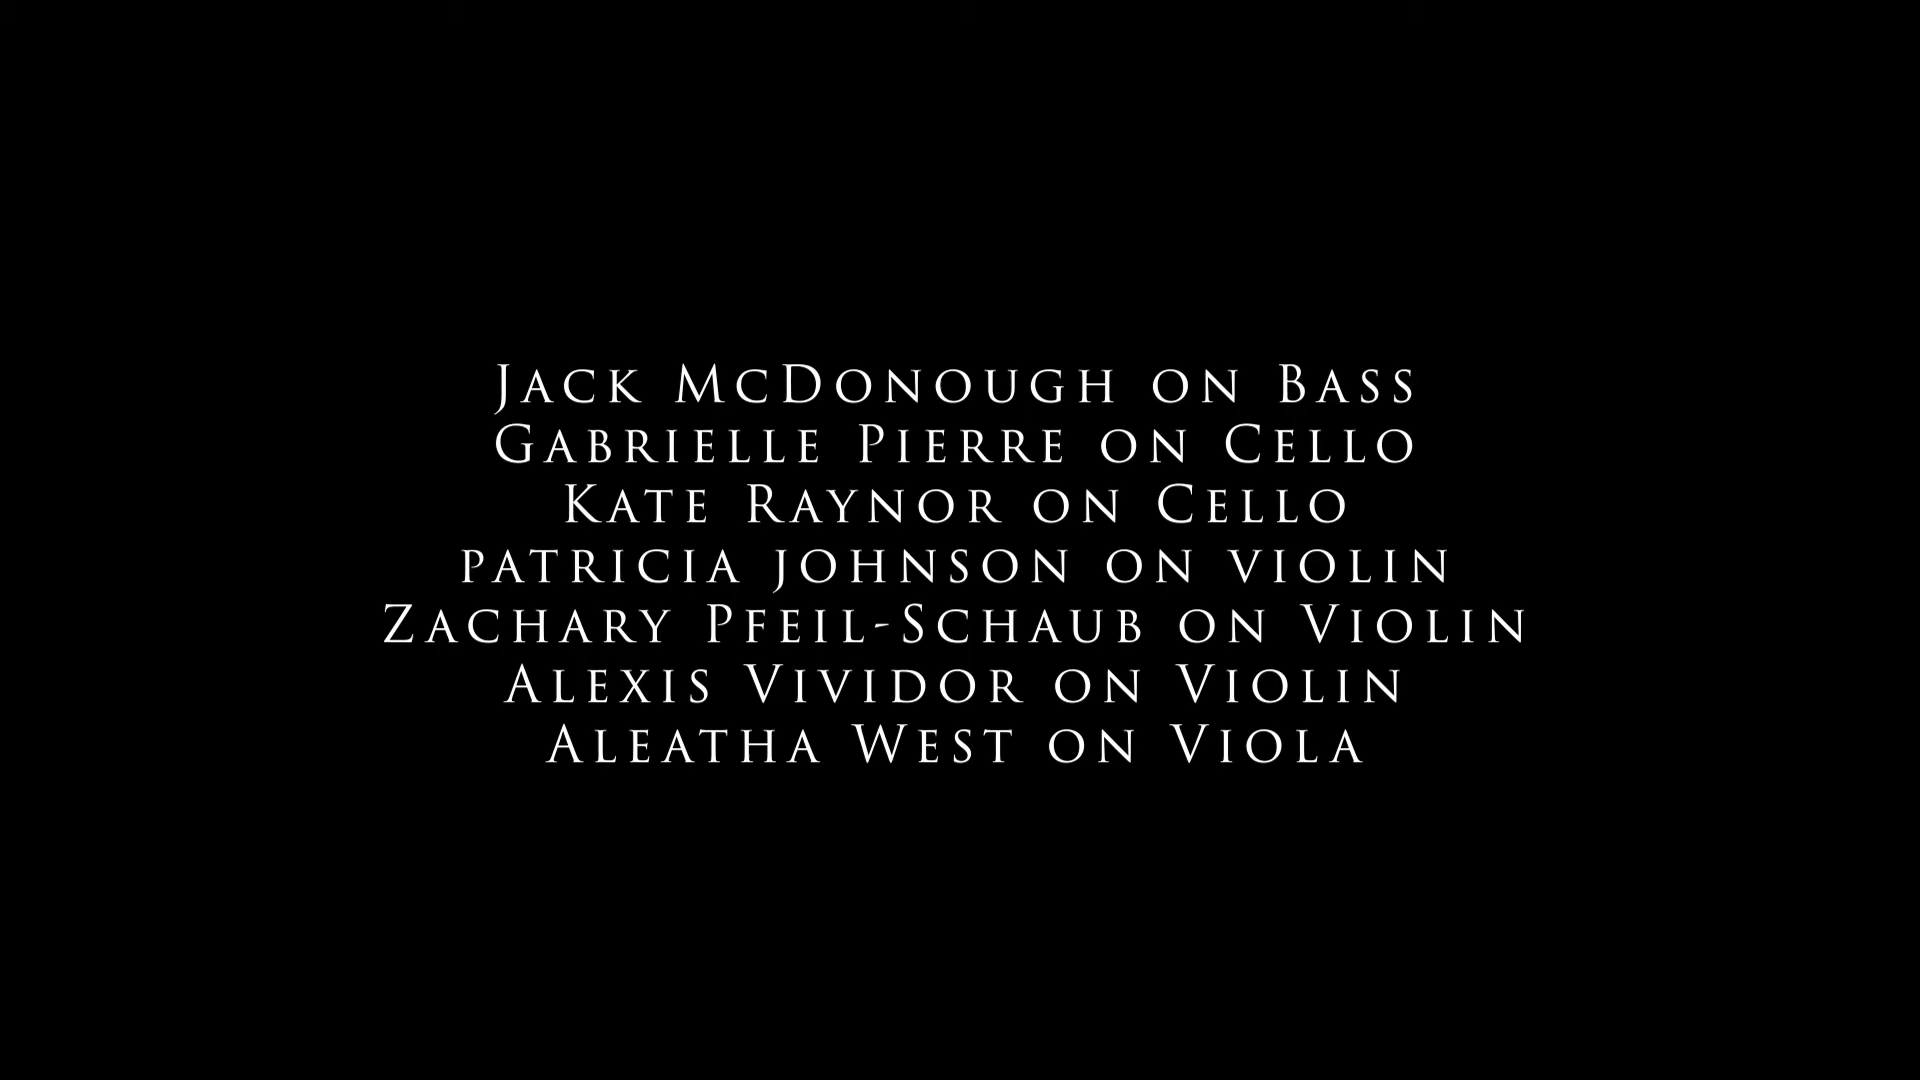 Jack McDonough on Bass
Gabrielle Pierre on Cello
Kate Raynor on Cello
patricia johnson on violin
Zachary Pfeil-Schaub on Violin
Alexis Vividor on Violin
Aleatha West on Viola